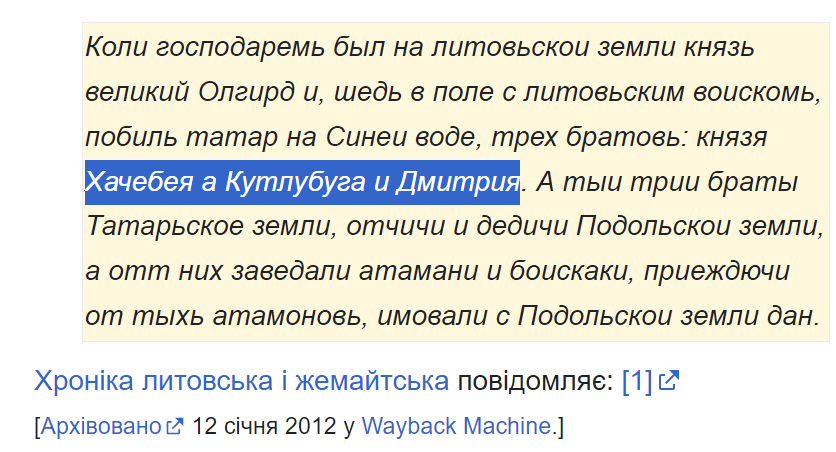 Коли господаремь был на литовьскои земли князь
великий Олгирд и, шедь в поле с литовьским воискомь,
побиль татар на Синеи воде, трех братовь: князя
Хачебея а Кутлубуга и Дмитрия. А тыи трии браты
Татарьское земли, отчичи и дедичи Подольскои земли,
а отт них заведали атамани и боискаки, приеждючи
от тыхь атамоновь, имовали с Подольскои земли дан.
Хроніка литовська і жемайтська повідомляє: [1]
[Архівовано 12 січня 2012 у Wayback Machine.]